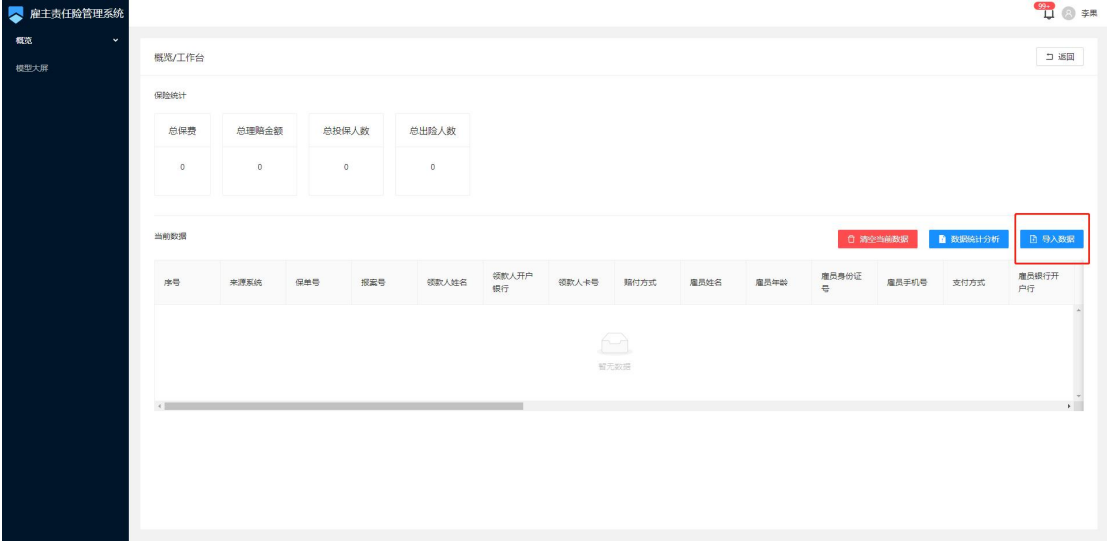 雇主责任险管理系统
99+
李果
概览
模型大屏
概览/工作台
返回
保险统计
总保费
总理赔金额
总投保人数
总出险人数
0
0
0
0
当前数据
清空当前数据
数据统计分析
导入数据
序号
来源系统
保单号
报案号
领款人姓名
领款人开户
银行
领款人卡号
赔付方式
雇员姓名
雇员年龄
雇员身份证
号
雇员手机号
支付方式
雇员银行开
户行
暂无数据